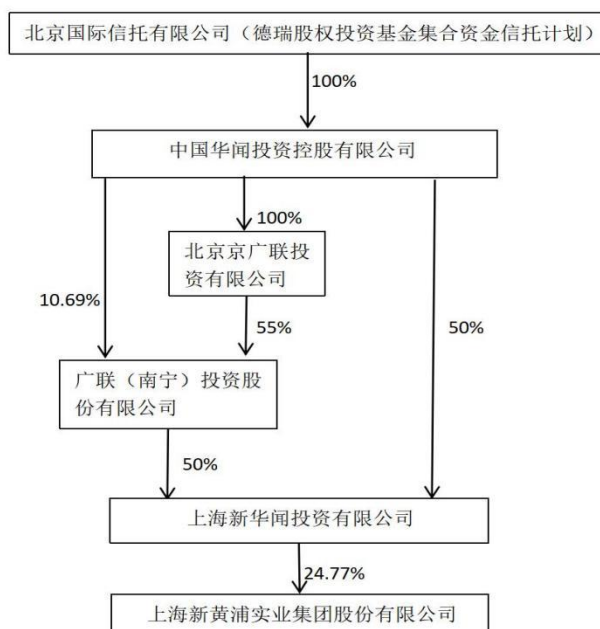 北京国际信托有限公司（德瑞股权投资基金集合资金信托计划）
100%
中国华闻投资控股有限公司
100%
北京京广联投
资有限公司
10.69%
55%
50%
广联（南宁）投资股
份有限公司
50%
上海新华闻投资有限公司
24.77%
上海新黄浦实业集团股份有限公司